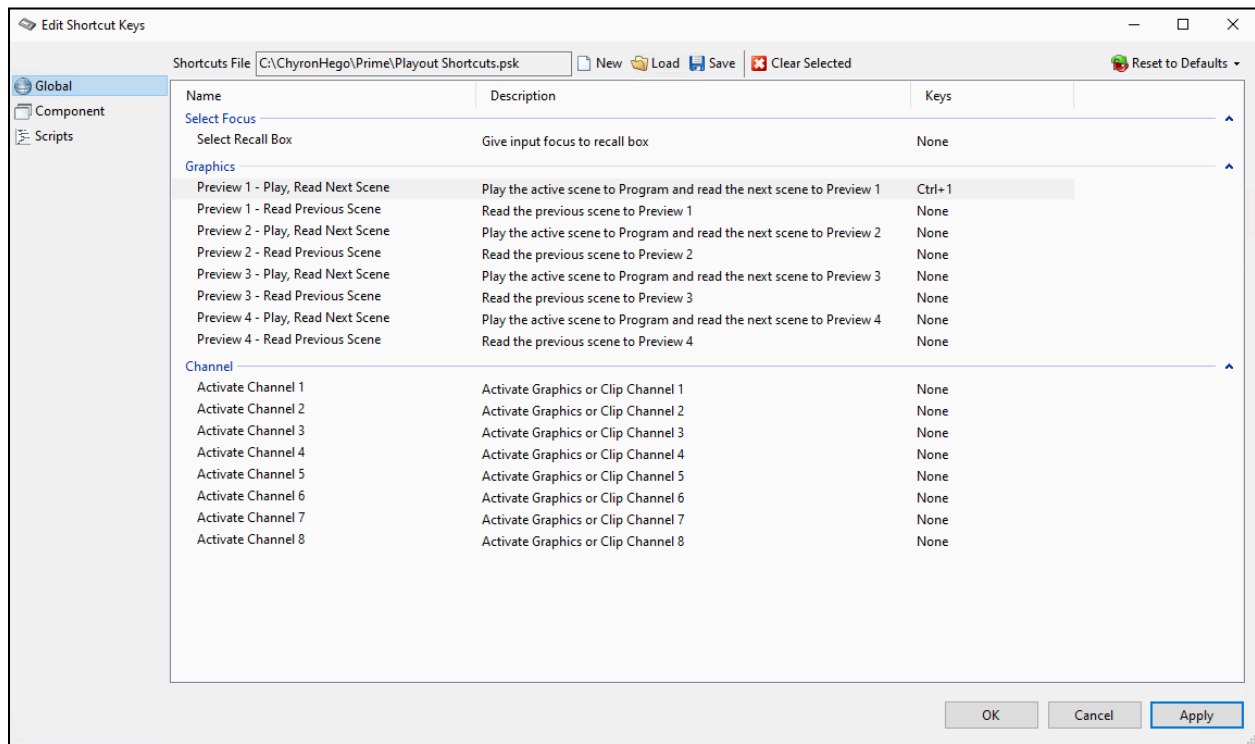 Edit Shortcut Keys
Shortcuts File C:\ChyronHego\Prime\Playout Shortcuts.psk New Load Save Clear Selected Reset to Defaults
Global
Component
Scripts
Name Description Keys
Select Focus
Select Recall Box Give input focus to recall box None
Graphics
Preview 1 - Play, Read Next Scene Play the active scene to Program and read the next scene to Preview 1 Ctrl+1
Preview 1 - Read Previous Scene Read the previous scene to Preview 1 None
Preview 2 - Play, Read Next Scene Play the active scene to Program and read the next scene to Preview 2 None
Preview 2 - Read Previous Scene Read the previous scene to Preview 2 None
Preview 3 - Play, Read Next Scene Play the active scene to Program and read the next scene to Preview 3 None
Preview 3 - Read Previous Scene Read the previous scene to Preview 3 None
Preview 4 - Play, Read Next Scene Play the active scene to Program and read the next scene to Preview 4 None
Preview 4 - Read Previous Scene Read the previous scene to Preview 4 None
Channel
Activate Channel 1 Activate Graphics or Clip Channel 1 None
Activate Channel 2 Activate Graphics or Clip Channel 2 None
Activate Channel 3 Activate Graphics or Clip Channel 3 None
Activate Channel 4 Activate Graphics or Clip Channel 4 None
Activate Channel 5 Activate Graphics or Clip Channel 5 None
Activate Channel 6 Activate Graphics or Clip Channel 6 None
Activate Channel 7 Activate Graphics or Clip Channel 7 None
Activate Channel 8 Activate Graphics or Clip Channel 8 None
OK Cancel Apply